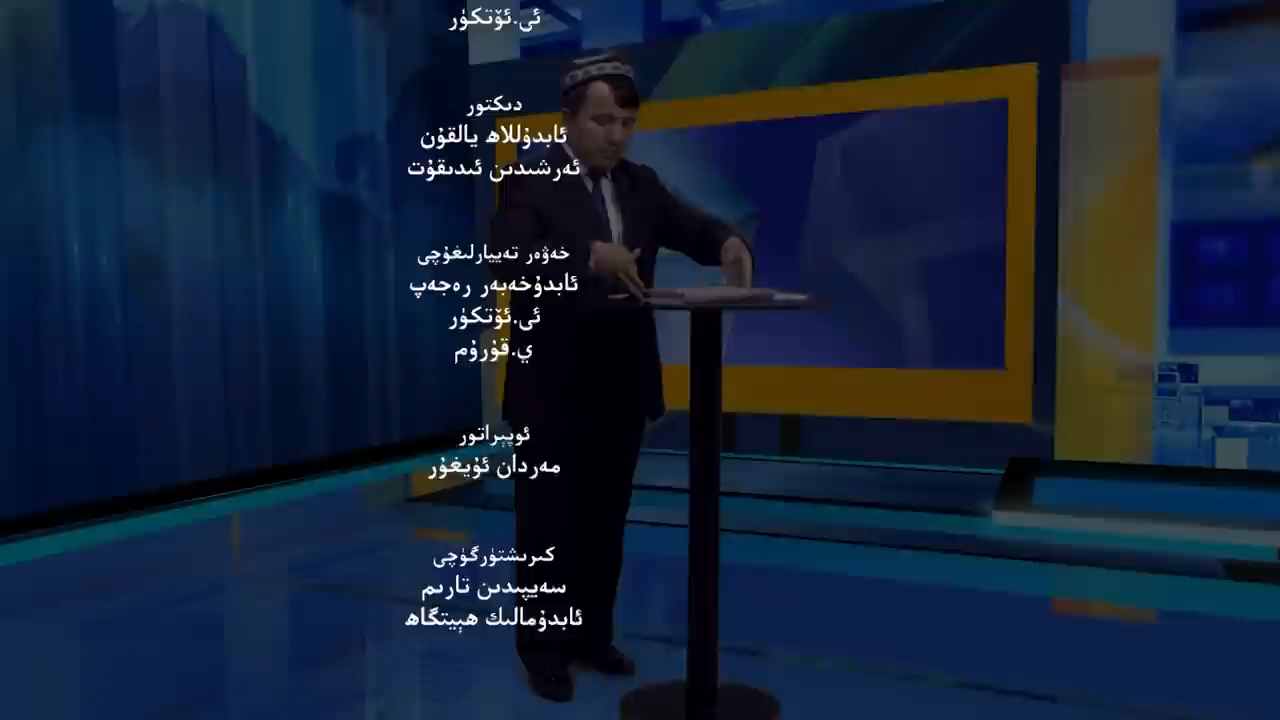 ئى.ئۆتكۈر
دىكتور
ئابدۇللاھ يالقۇن
ئەرشىدىن ئىدىقۇت
خەۋەر تەييارلىغۇچى
ئابدۇخەبەر رەجەپ
ئى.ئۆتكۈر
ي.قۇرۇم
ئوپېراتور
مەردان ئۇيغۇر
كىرىشتۈرگۈچى
سەيپىدىن تارىم
ئابدۇمالىك ھېيتگاھ